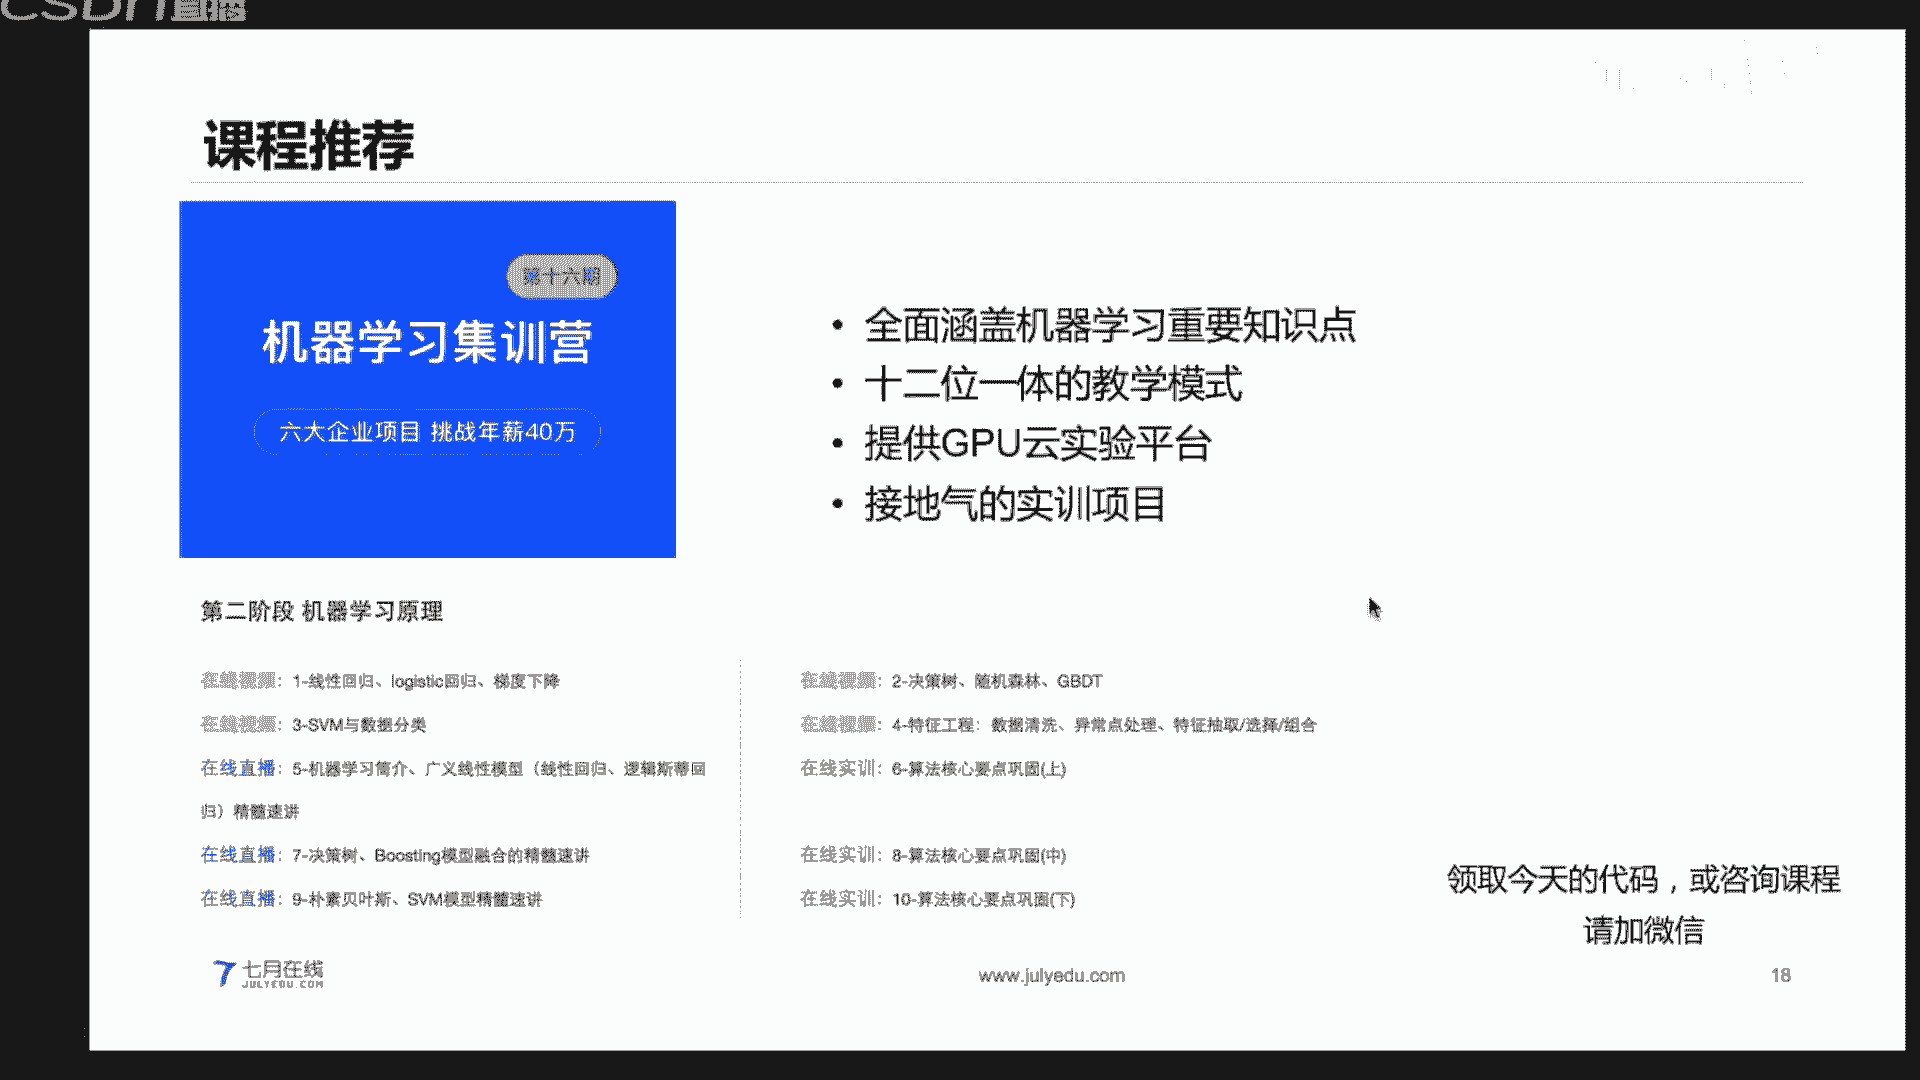 CSDN直播
课程推荐
第十六期
机器学习集训营
六大企业项目 挑战年薪40万
• 全面涵盖机器学习重要知识点
• 十二位一体的教学模式
• 提供GPU云实验平台
• 接地气的实训项目
第二阶段 机器学习原理
在线视频：1-线性回归、logistic回归、梯度下降
在线视频：2-决策树、随机森林、GBDT
在线视频：3-SVM与数据分类
在线视频：4-特征工程：数据清洗、异常点处理、特征抽取/选择/组合
在线直播：5-机器学习简介、广义线性模型（线性回归、逻辑斯蒂回
归）精髓速讲
在线实训：6-算法核心要点巩固(上)
在线直播：7-决策树、Boosting模型融合的精髓速讲
在线实训：8-算法核心要点巩固(中)
在线直播：9-朴素贝叶斯、SVM模型精髓速讲
在线实训：10-算法核心要点巩固(下)
领取今天的代码，或咨询课程
请加微信
七月在线
JULYEDU.COM
www.julyedu.com
18